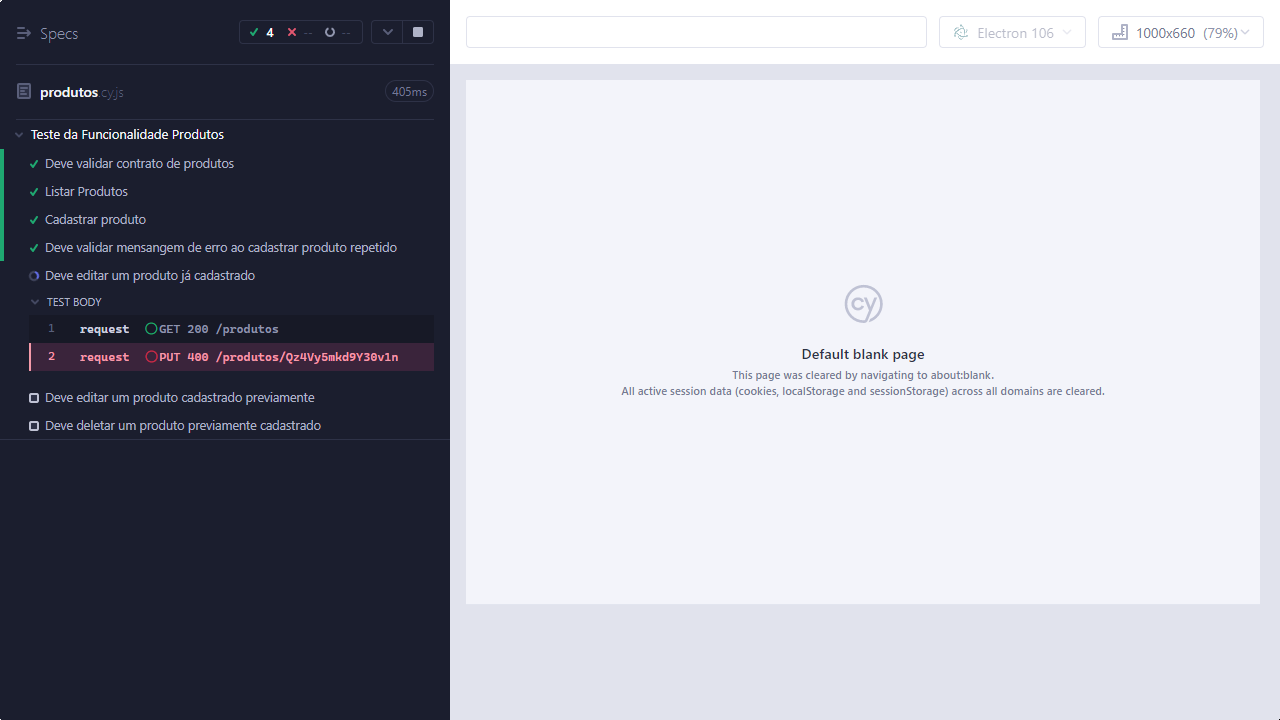 Specs
4 -- --
produtos.cy.js 405ms
Teste da Funcionalidade Produtos
Deve validar contrato de produtos
Listar Produtos
Cadastrar produto
Deve validar mensangem de erro ao cadastrar produto repetido
Deve editar um produto já cadastrado
TEST BODY
1 request GET 200 /produtos
2 request PUT 400 /produtos/Qz4Vy5mkd9Y30v1n
Deve editar um produto cadastrado previamente
Deve deletar um produto previamente cadastrado
Electron 106
1000x660 (79%)
cy
Default blank page
This page was cleared by navigating to about:blank.
All active session data (cookies, localStorage and sessionStorage) across all domains are cleared.